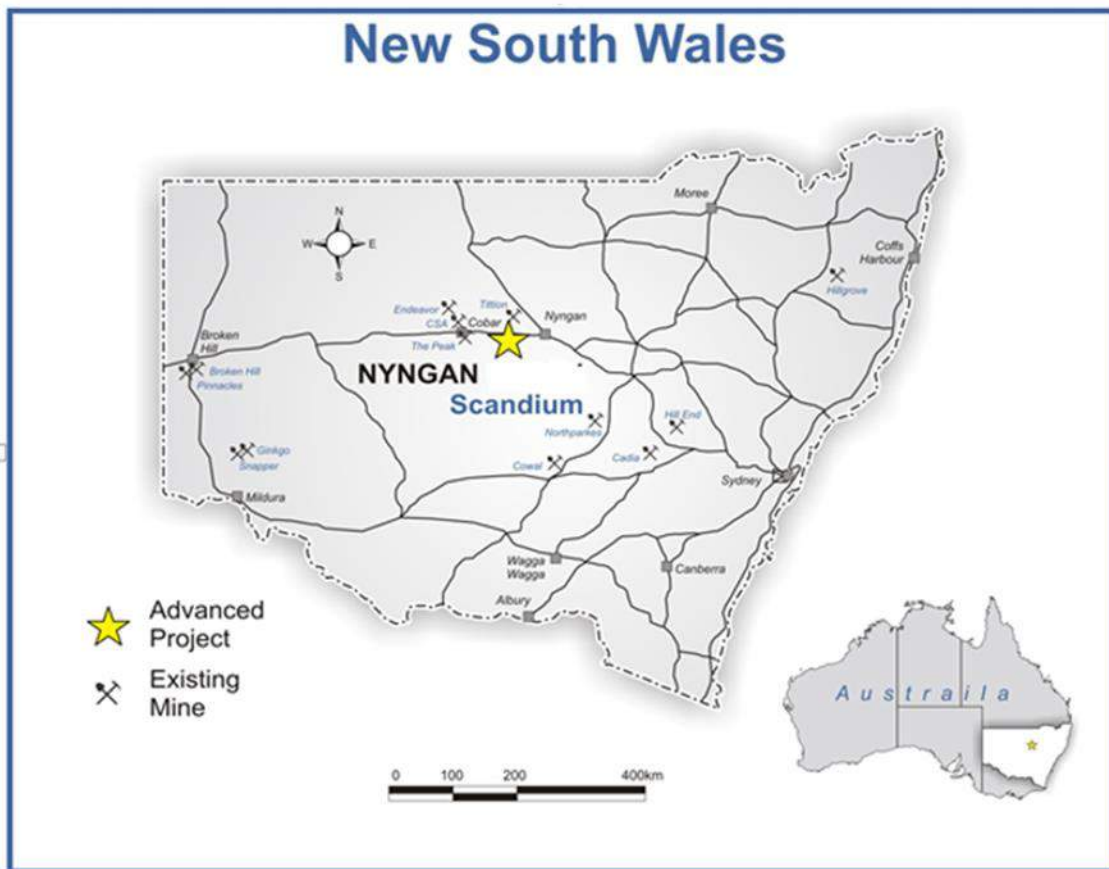 New South Wales
N
W
E
S
Moree
Coffs
Harbour
Hillgrove
Endeavor
Tittion
CSA
Cobar
Nyngan
The Peak
Broken
Hill
Broken Hill
Pinnacles
NYNGAN
Scandium
Northparkes
Hill End
Ginkgo
Snapper
Cowal
Cadia
Sydney
Mildura
Wagga
Wagga
Canberra
Albury
Advanced
Project
Existing
Mine
Austraila
0 100 200 400km